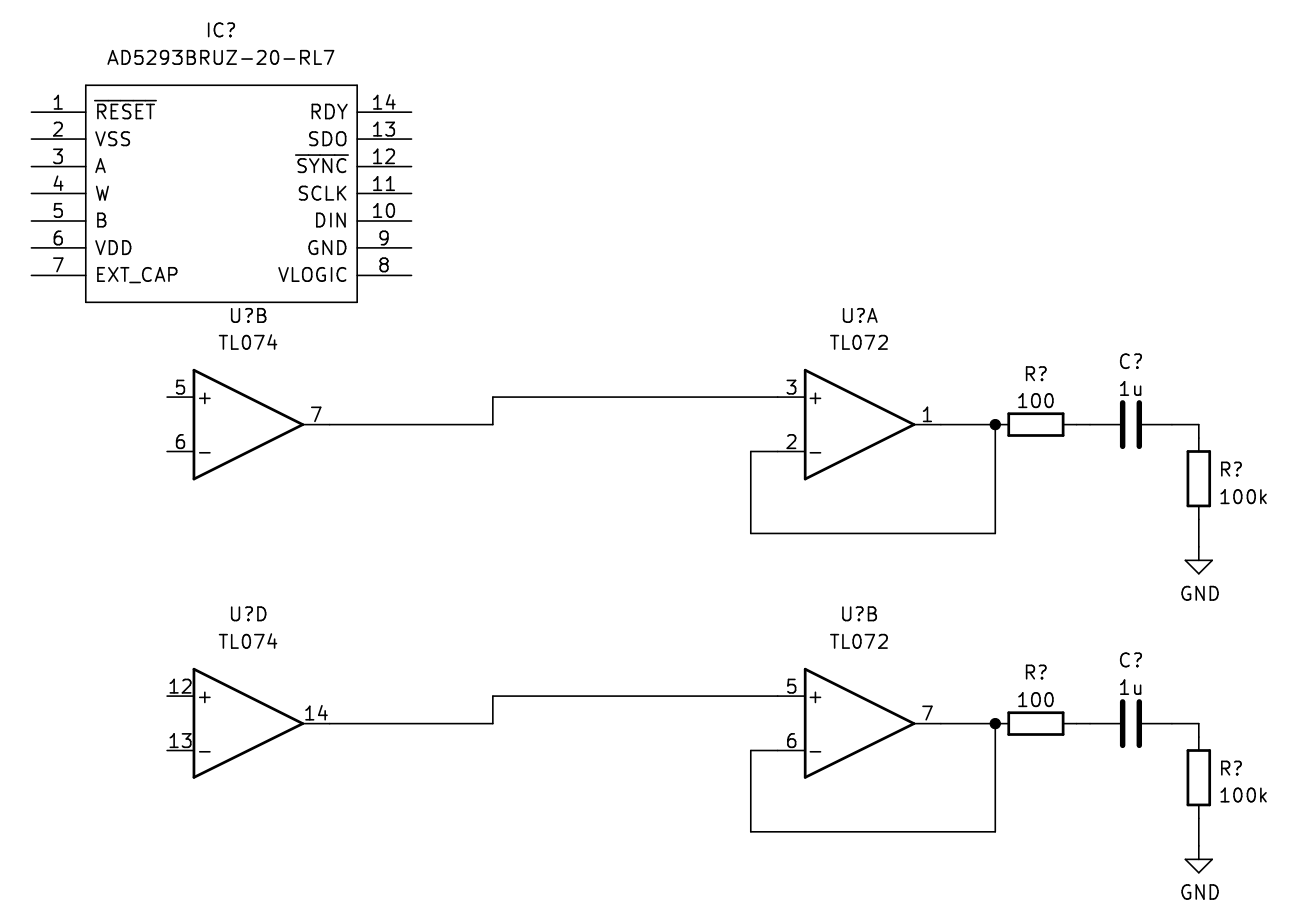 IC?
AD5293BRUZ-20-RL7
1 RESET RDY 14
2 VSS SDO 13
3 A SYNC 12
4 W SCLK 11
5 B DIN 10
6 VDD GND 9
7 EXT_CAP VLOGIC 8
U?B
TL074
5 +
6 -
7
U?A
TL072
3 +
2 -
1
R?
100
C?
1u
R?
100k
GND
U?D
TL074
12 +
13 -
14
U?B
TL072
5 +
6 -
7
R?
100
C?
1u
R?
100k
GND